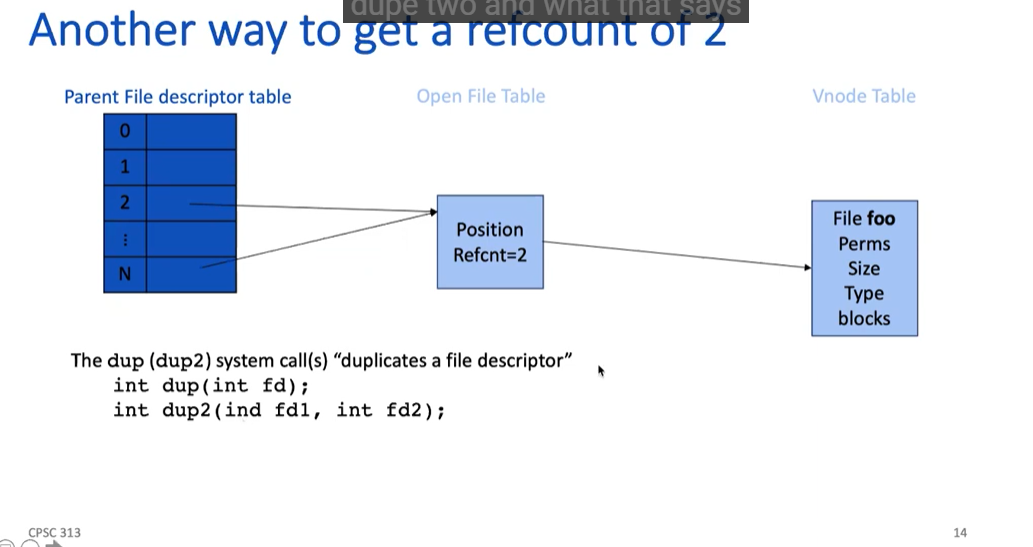 dupe two and what that says
Another way to get a refcount of 2
Parent File descriptor table
Open File Table
Vnode Table
0
1
2
⋮
N
Position
Refcnt=2
File foo
Perms
Size
Type
blocks
The dup (dup2) system call(s) “duplicates a file descriptor”
int dup(int fd);
int dup2(ind fd1, int fd2);
CPSC 313
14